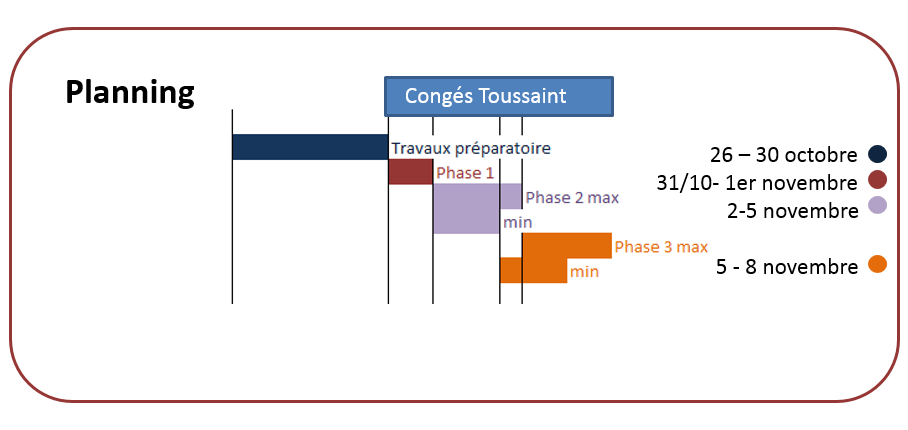 Planning
Congés Toussaint
Travaux préparatoire
Phase 1
Phase 2 max
min
Phase 3 max
min
26 – 30 octobre
31/10- 1er novembre
2-5 novembre
5 - 8 novembre